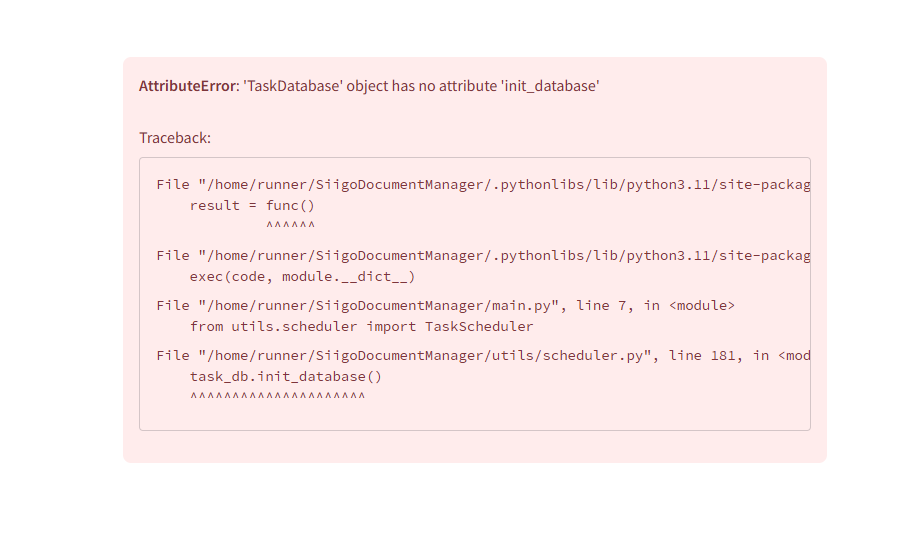 AttributeError: 'TaskDatabase' object has no attribute 'init_database'
Traceback:
File "/home/runner/SiigoDocumentManager/.pythonlibs/lib/python3.11/site-packag
    result = func()
             ^^^^^^
File "/home/runner/SiigoDocumentManager/.pythonlibs/lib/python3.11/site-packag
    exec(code, module.__dict__)
File "/home/runner/SiigoDocumentManager/main.py", line 7, in <module>
    from utils.scheduler import TaskScheduler
File "/home/runner/SiigoDocumentManager/utils/scheduler.py", line 181, in <mod
    task_db.init_database()
    ^^^^^^^^^^^^^^^^^^^^^